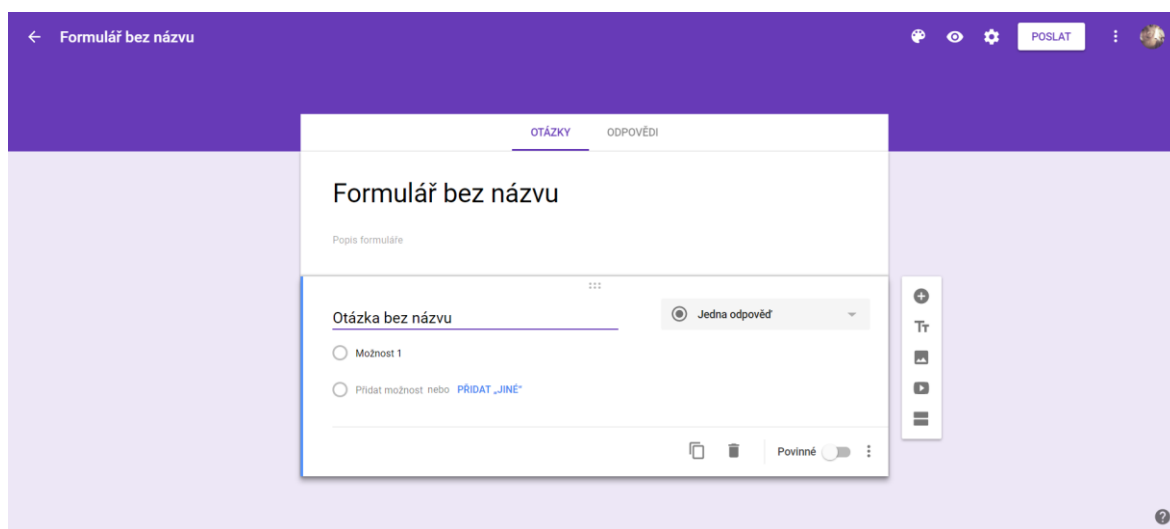 Formulář bez názvu
POSLAT
OTÁZKY ODPOVĚDI
Formulář bez názvu
Popis formuláře
Otázka bez názvu
Jedna odpověď
Možnost 1
Přidat možnost nebo PŘIDAT „JINÉ“
Povinné